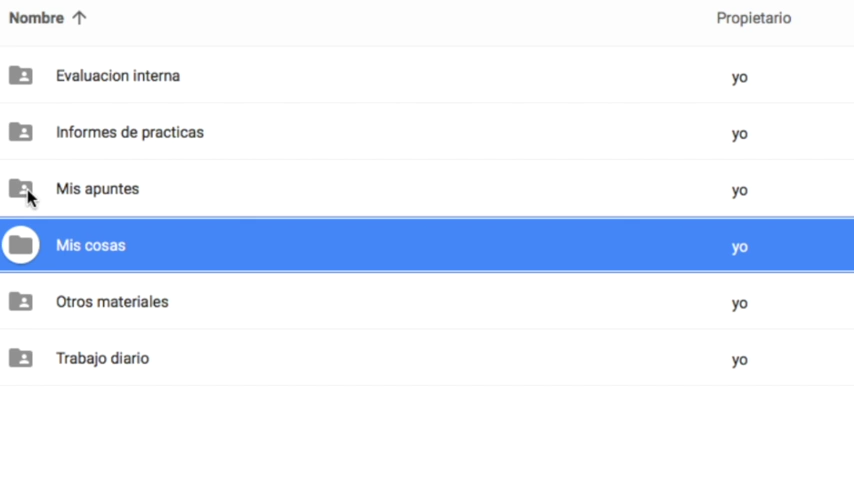 Nombre Propietario
Evaluacion interna yo
Informes de practicas yo
Mis apuntes yo
Mis cosas yo
Otros materiales yo
Trabajo diario yo